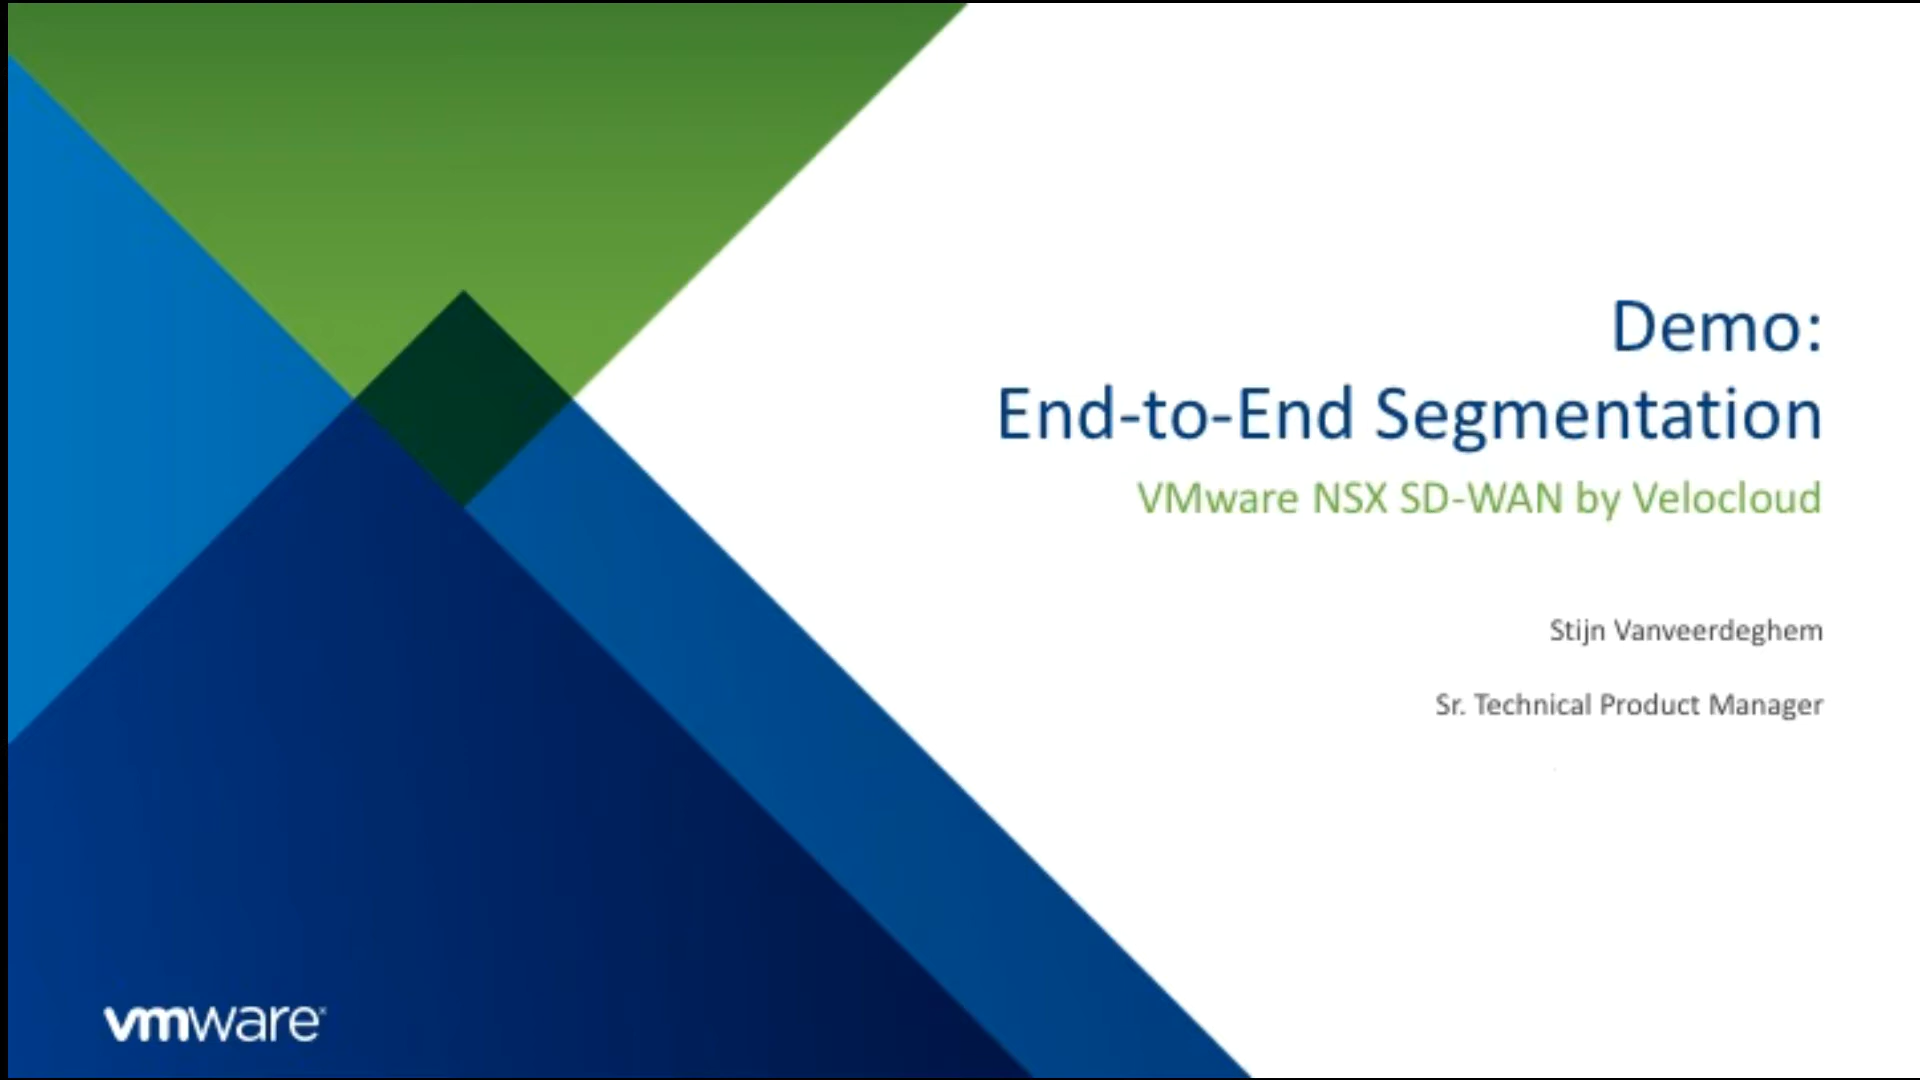 Demo:
End-to-End Segmentation
VMware NSX SD-WAN by Velocloud
Stijn Vanveerdeghem
Sr. Technical Product Manager
vmware